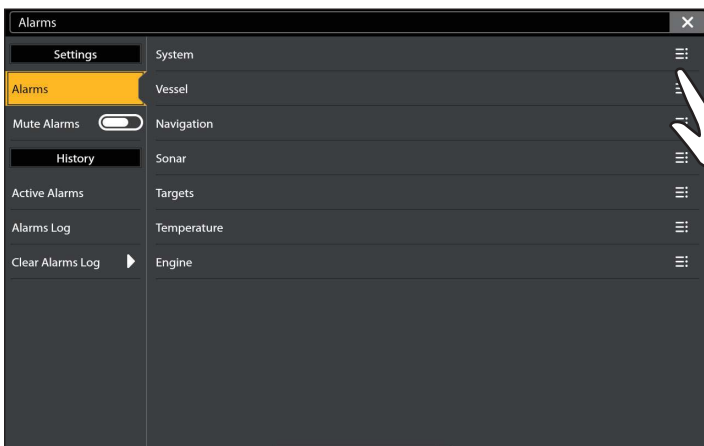 Alarms
Settings
Alarms
Mute Alarms
History
Active Alarms
Alarms Log
Clear Alarms Log
System
Vessel
Navigation
Sonar
Targets
Temperature
Engine